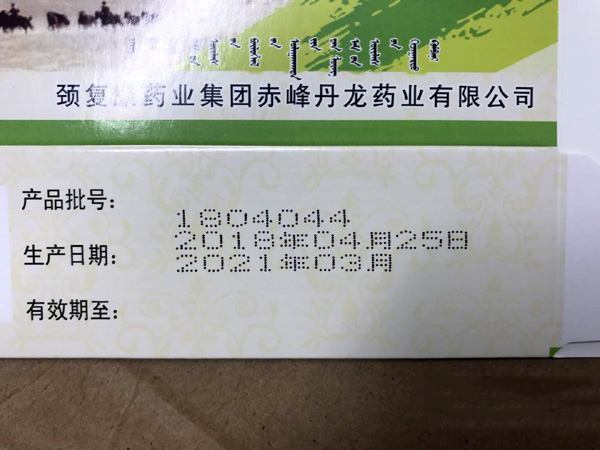 颈复康药业集团赤峰丹龙药业有限公司
产品批号:
1804044
生产日期:
2018年04月25日
2021年03月
有效期至: